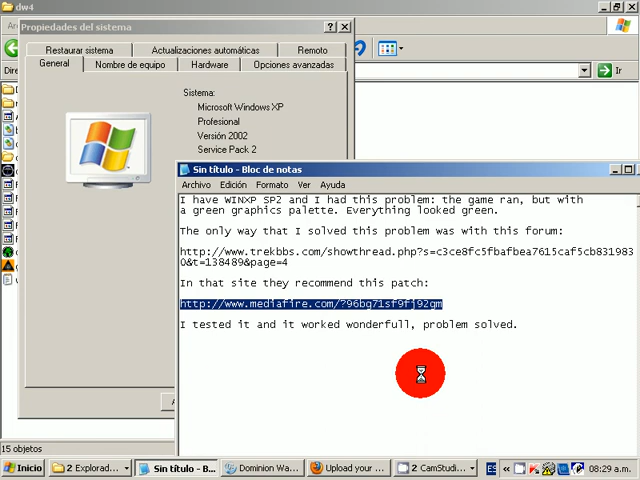 dw4
Propiedades del sistema
Restaurar sistema
Actualizaciones automáticas
Remoto
General
Nombre de equipo
Hardware
Opciones avanzadas
Ir
Sistema:
Microsoft Windows XP
Profesional
Versión 2002
Service Pack 2
Sin título - Bloc de notas
Archivo Edición Formato Ver Ayuda
I have WINXP SP2 and I had this problem: the game ran, but with
a green graphics palette. Everything looked green.
The only way that I solved this problem was with this forum:
http://www.trekbbs.com/showthread.php?s=c3ce8fc5fbafbea7615caf5cb831983
0&t=138489&page=4
In that site they recommend this patch:
http://www.mediafire.com/?96bg71sf9fj92gm
I tested it and it worked wonderfull, problem solved.
15 objetos
Inicio
2 Explorad...
Sin título - B...
Dominion Wa...
Upload your ...
2 CamStudi...
ES
08:29 a.m.